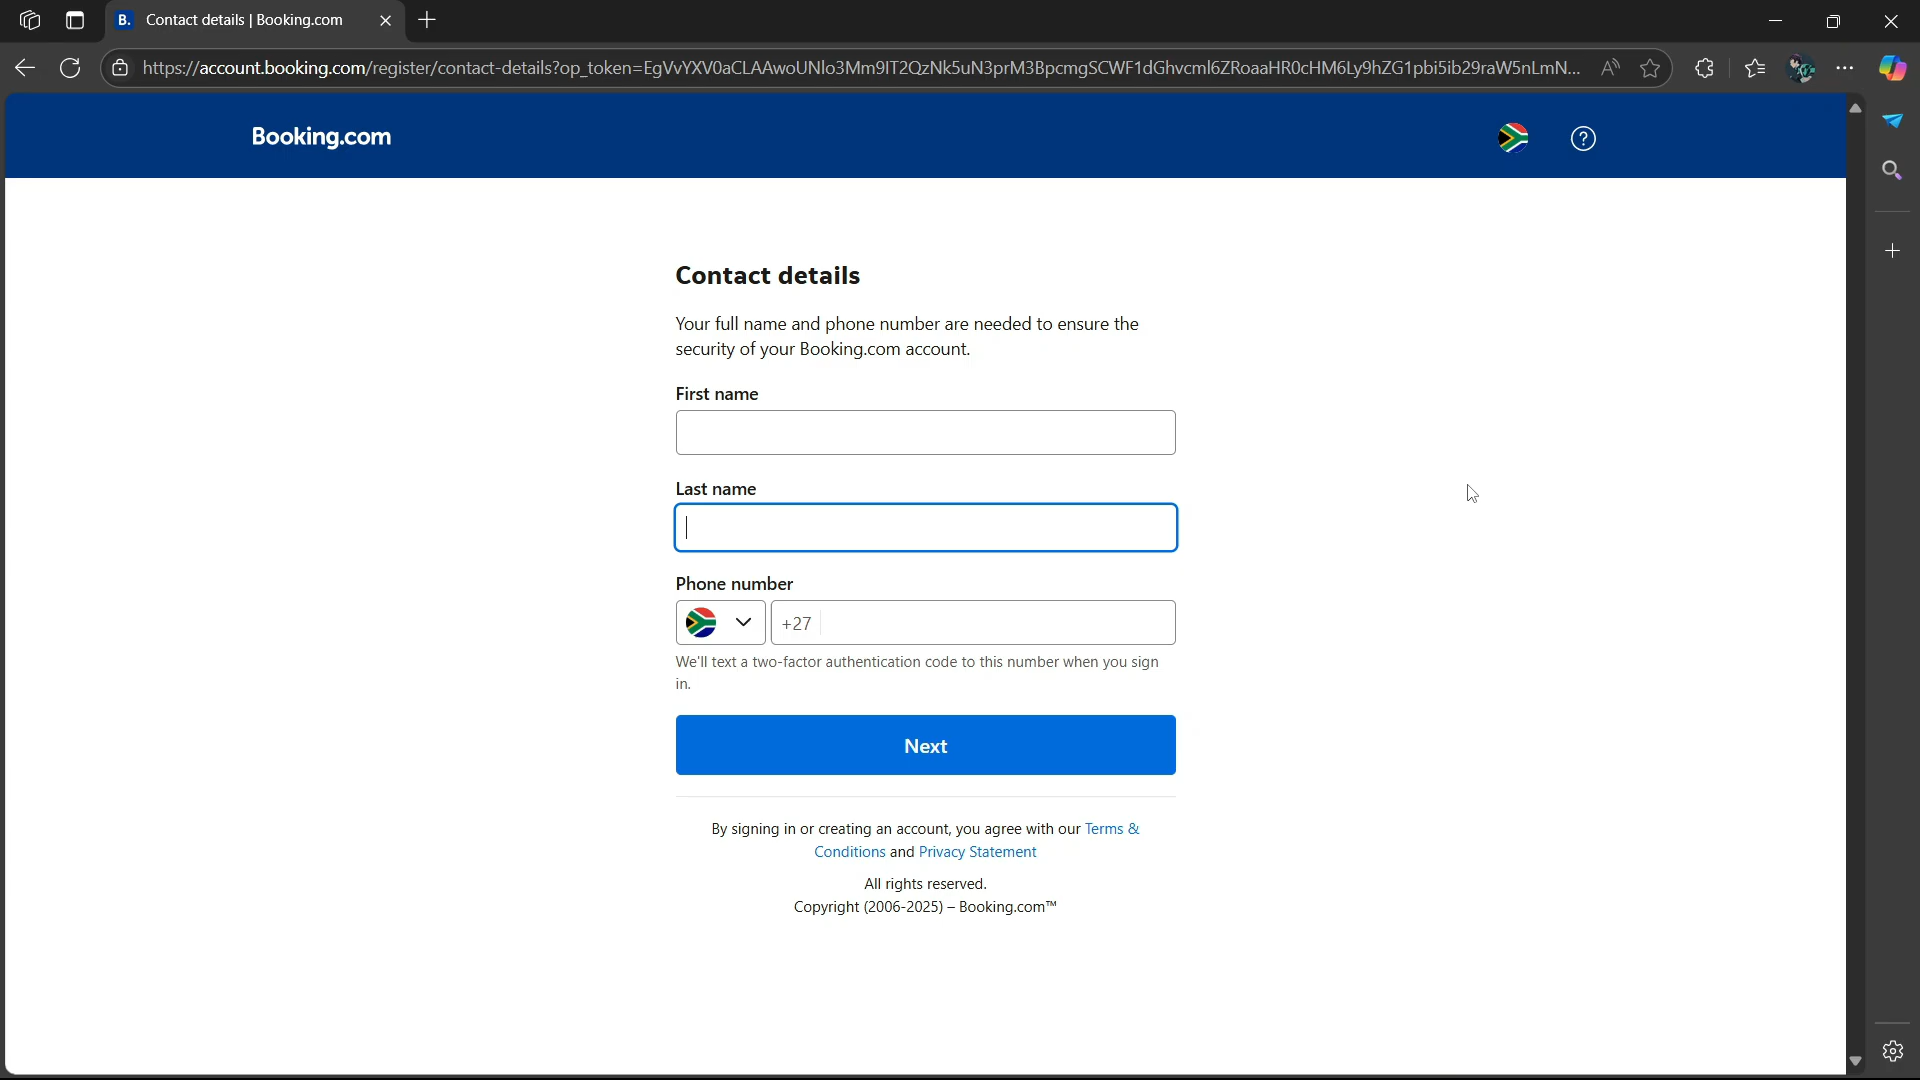 B. Contact details | Booking.com
https://account.booking.com/register/contact-details?op_token=EgVvYXV0aCLAAwoUNlo3Mm9IT2QzNk5uN3prM3BpcmgSCWF1dGhvcml6ZRoaaHR0cHM6Ly9hZG1pbi5ib29raW5nLmN...
Booking.com
Contact details
Your full name and phone number are needed to ensure the
security of your Booking.com account.
First name
Last name
Phone number
+27
We'll text a two-factor authentication code to this number when you sign
in.
Next
By signing in or creating an account, you agree with our Terms &
Conditions and Privacy Statement
All rights reserved.
Copyright (2006-2025) – Booking.com™